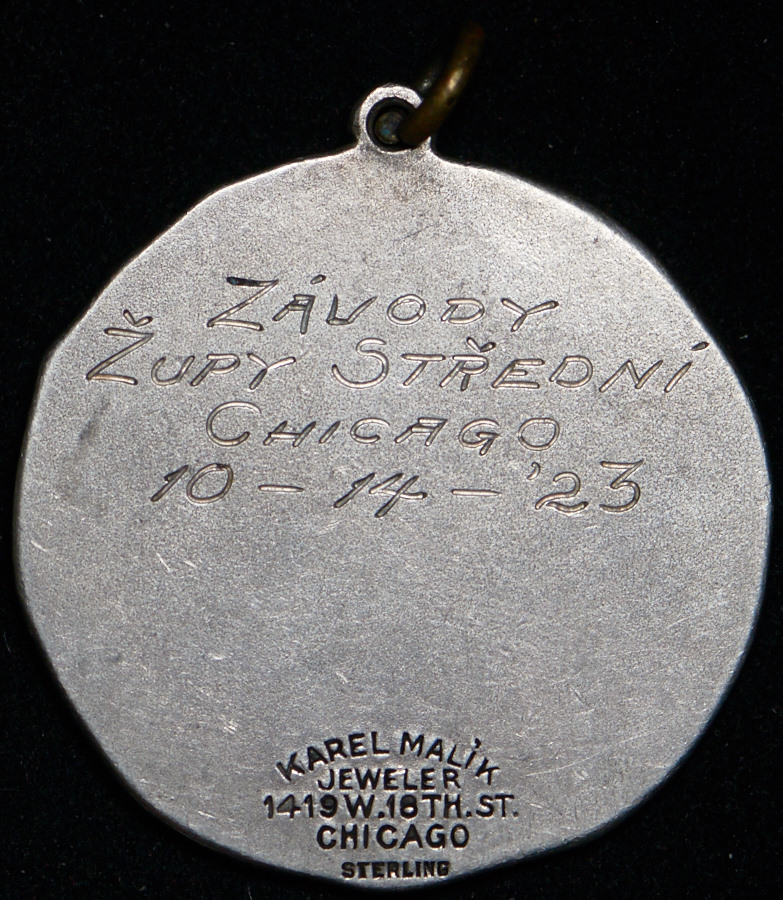 ZÁVODY
ŽUPY STŘEDNÍ
CHICAGO
10 - 14 - '23
KAREL MALÍK
JEWELER
1419 W. 18TH. ST.
CHICAGO
STERLING